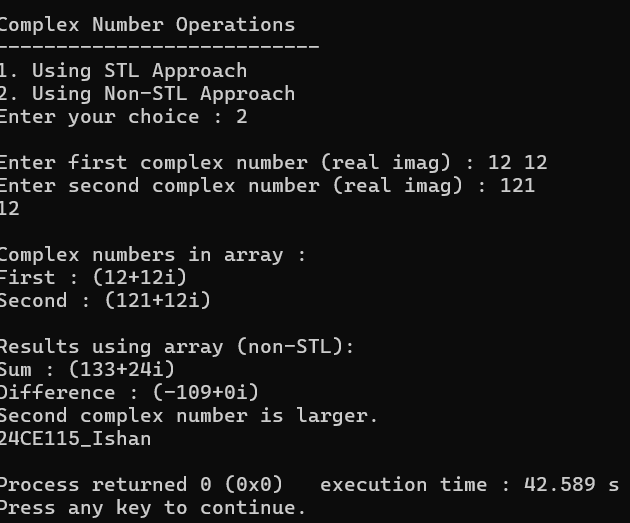 Complex Number Operations
---------------------------
1. Using STL Approach
2. Using Non-STL Approach
Enter your choice : 2
Enter first complex number (real imag) : 12 12
Enter second complex number (real imag) : 121
12
Complex numbers in array :
First : (12+12i)
Second : (121+12i)
Results using array (non-STL):
Sum : (133+24i)
Difference : (-109+0i)
Second complex number is larger.
24CE115_Ishan
Process returned 0 (0x0)   execution time : 42.589 s
Press any key to continue.